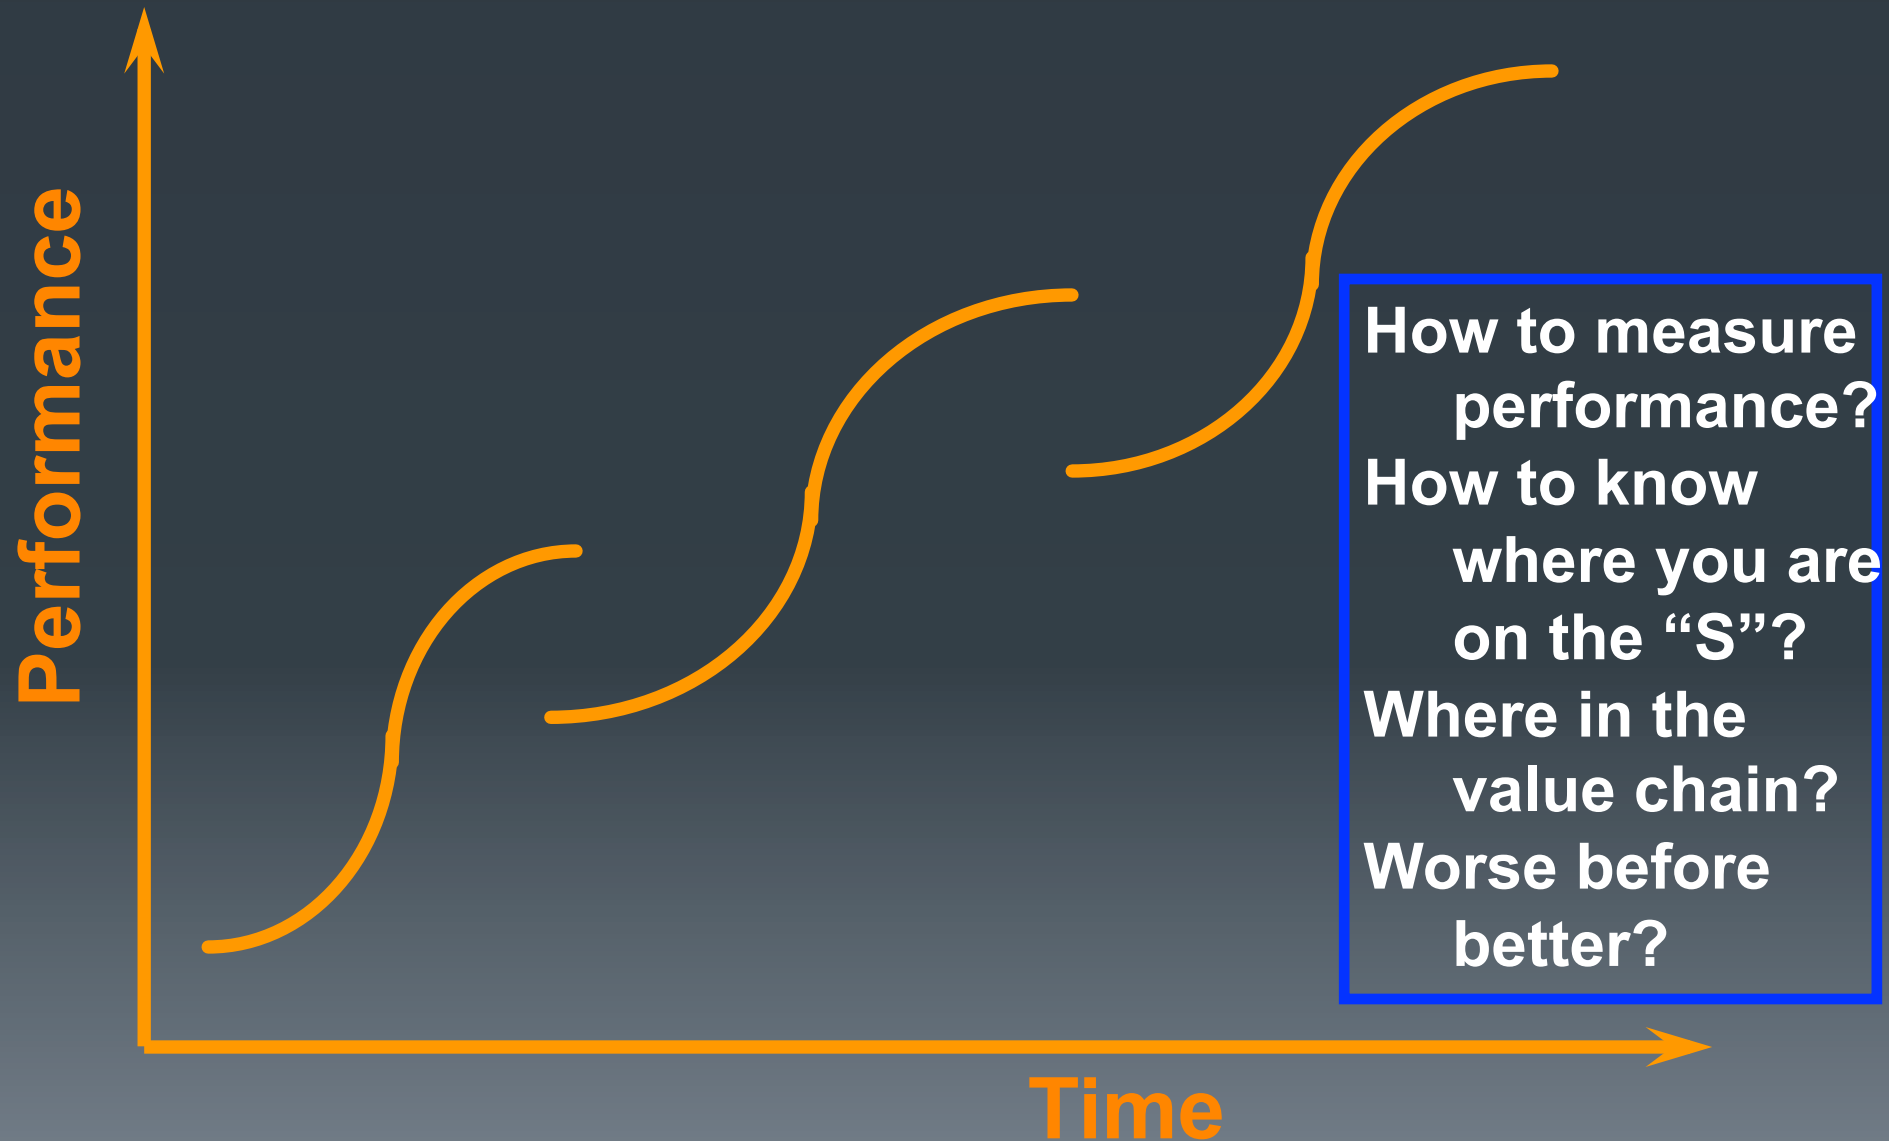 Performance
How to measure
performance?
How to know
where you are
on the “S”?
Where in the
value chain?
Worse before
better?
Time